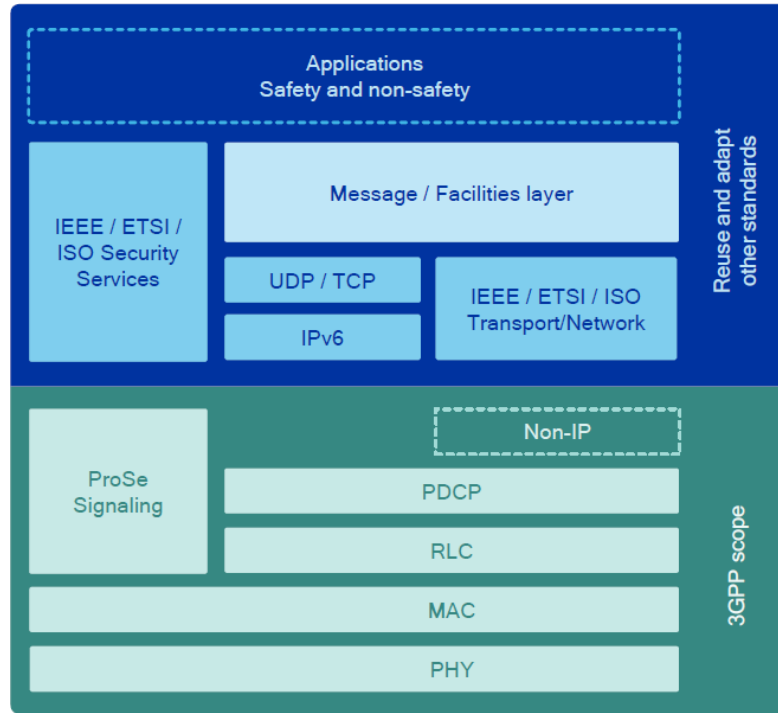 Applications
Safety and non-safety
IEEE / ETSI /
ISO Security
Services
Message / Facilities layer
UDP / TCP
IPv6
IEEE / ETSI / ISO
Transport/Network
Reuse and adapt
other standards
ProSe
Signaling
Non-IP
PDCP
RLC
MAC
PHY
3GPP scope